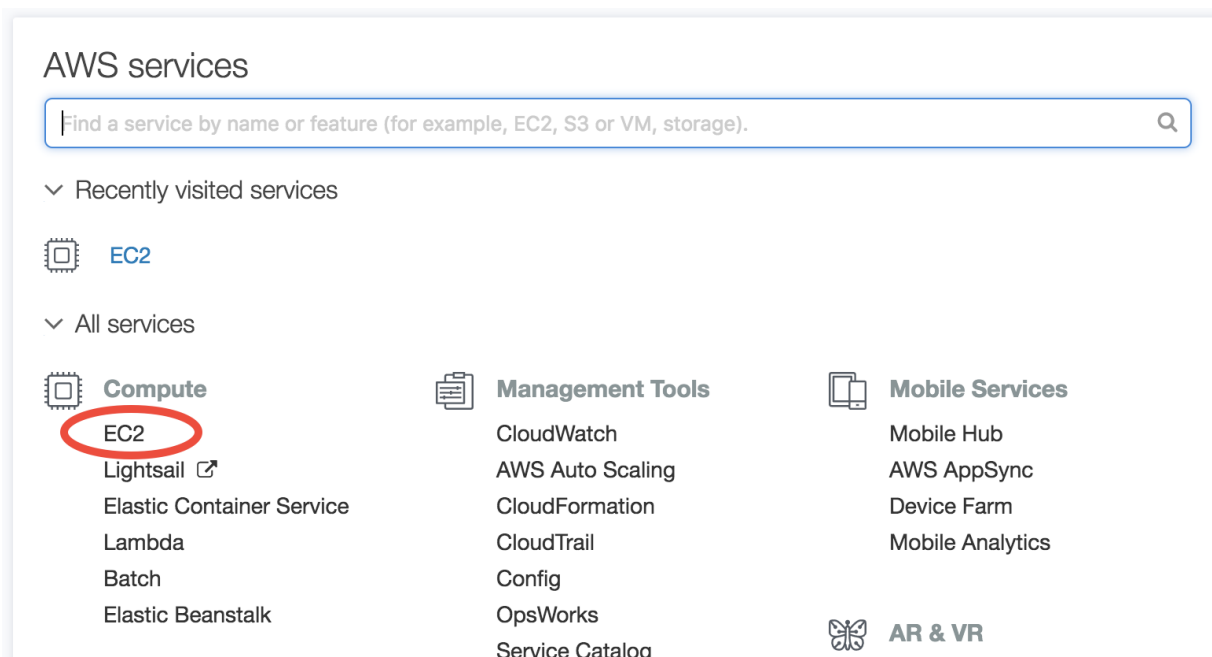 AWS services
Find a service by name or feature (for example, EC2, S3 or VM, storage).
Recently visited services
EC2
All services
Compute
EC2
Lightsail
Elastic Container Service
Lambda
Batch
Elastic Beanstalk
Management Tools
CloudWatch
AWS Auto Scaling
CloudFormation
CloudTrail
Config
OpsWorks
Service Catalog
Mobile Services
Mobile Hub
AWS AppSync
Device Farm
Mobile Analytics
AR & VR